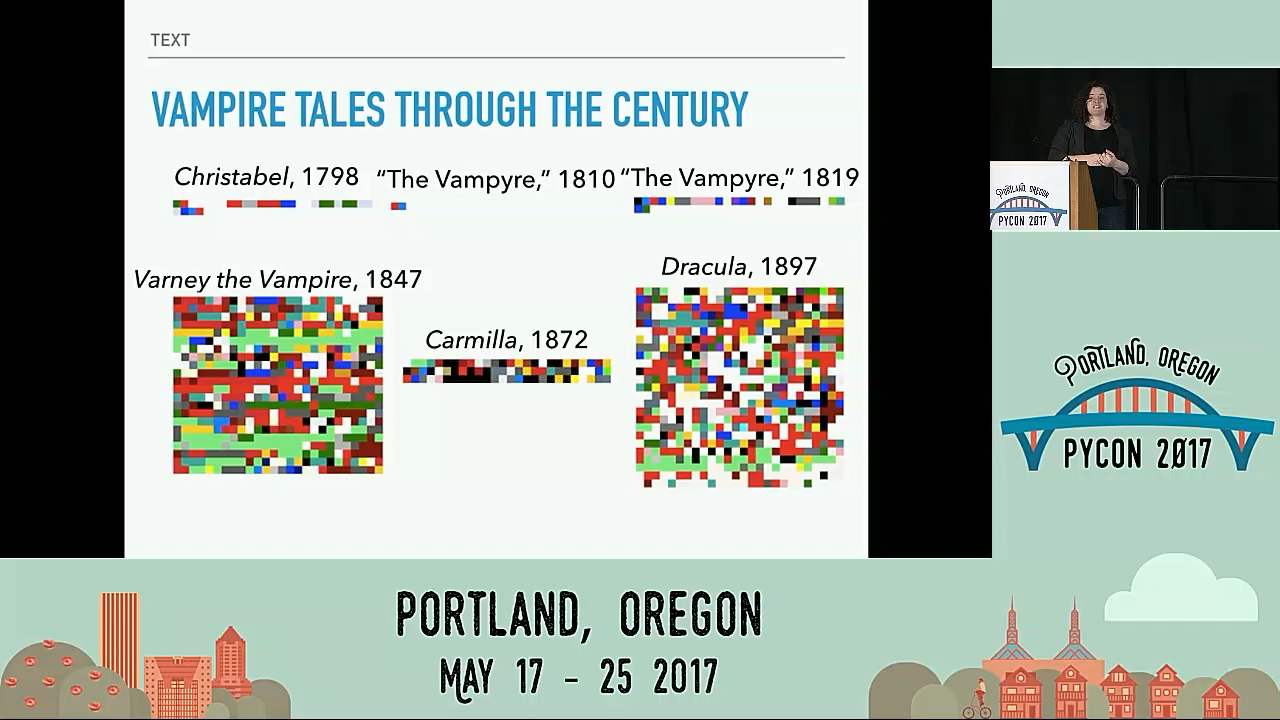 TEXT
VAMPIRE TALES THROUGH THE CENTURY
Christabel, 1798
“The Vampyre,” 1810
“The Vampyre,” 1819
Varney the Vampire, 1847
Carmilla, 1872
Dracula, 1897
PORTLAND, OREGON
PYCON 2017
PORTLAND, OREGON
PYCON 2017
PORTLAND, OREGON
MAY 17 - 25 2017